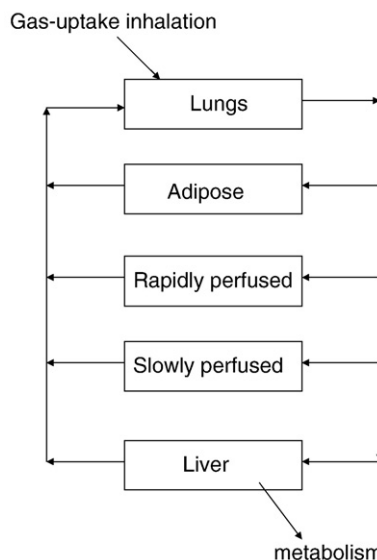 Gas-uptake inhalation
Lungs
Adipose
Rapidly perfused
Slowly perfused
Liver
metabolism